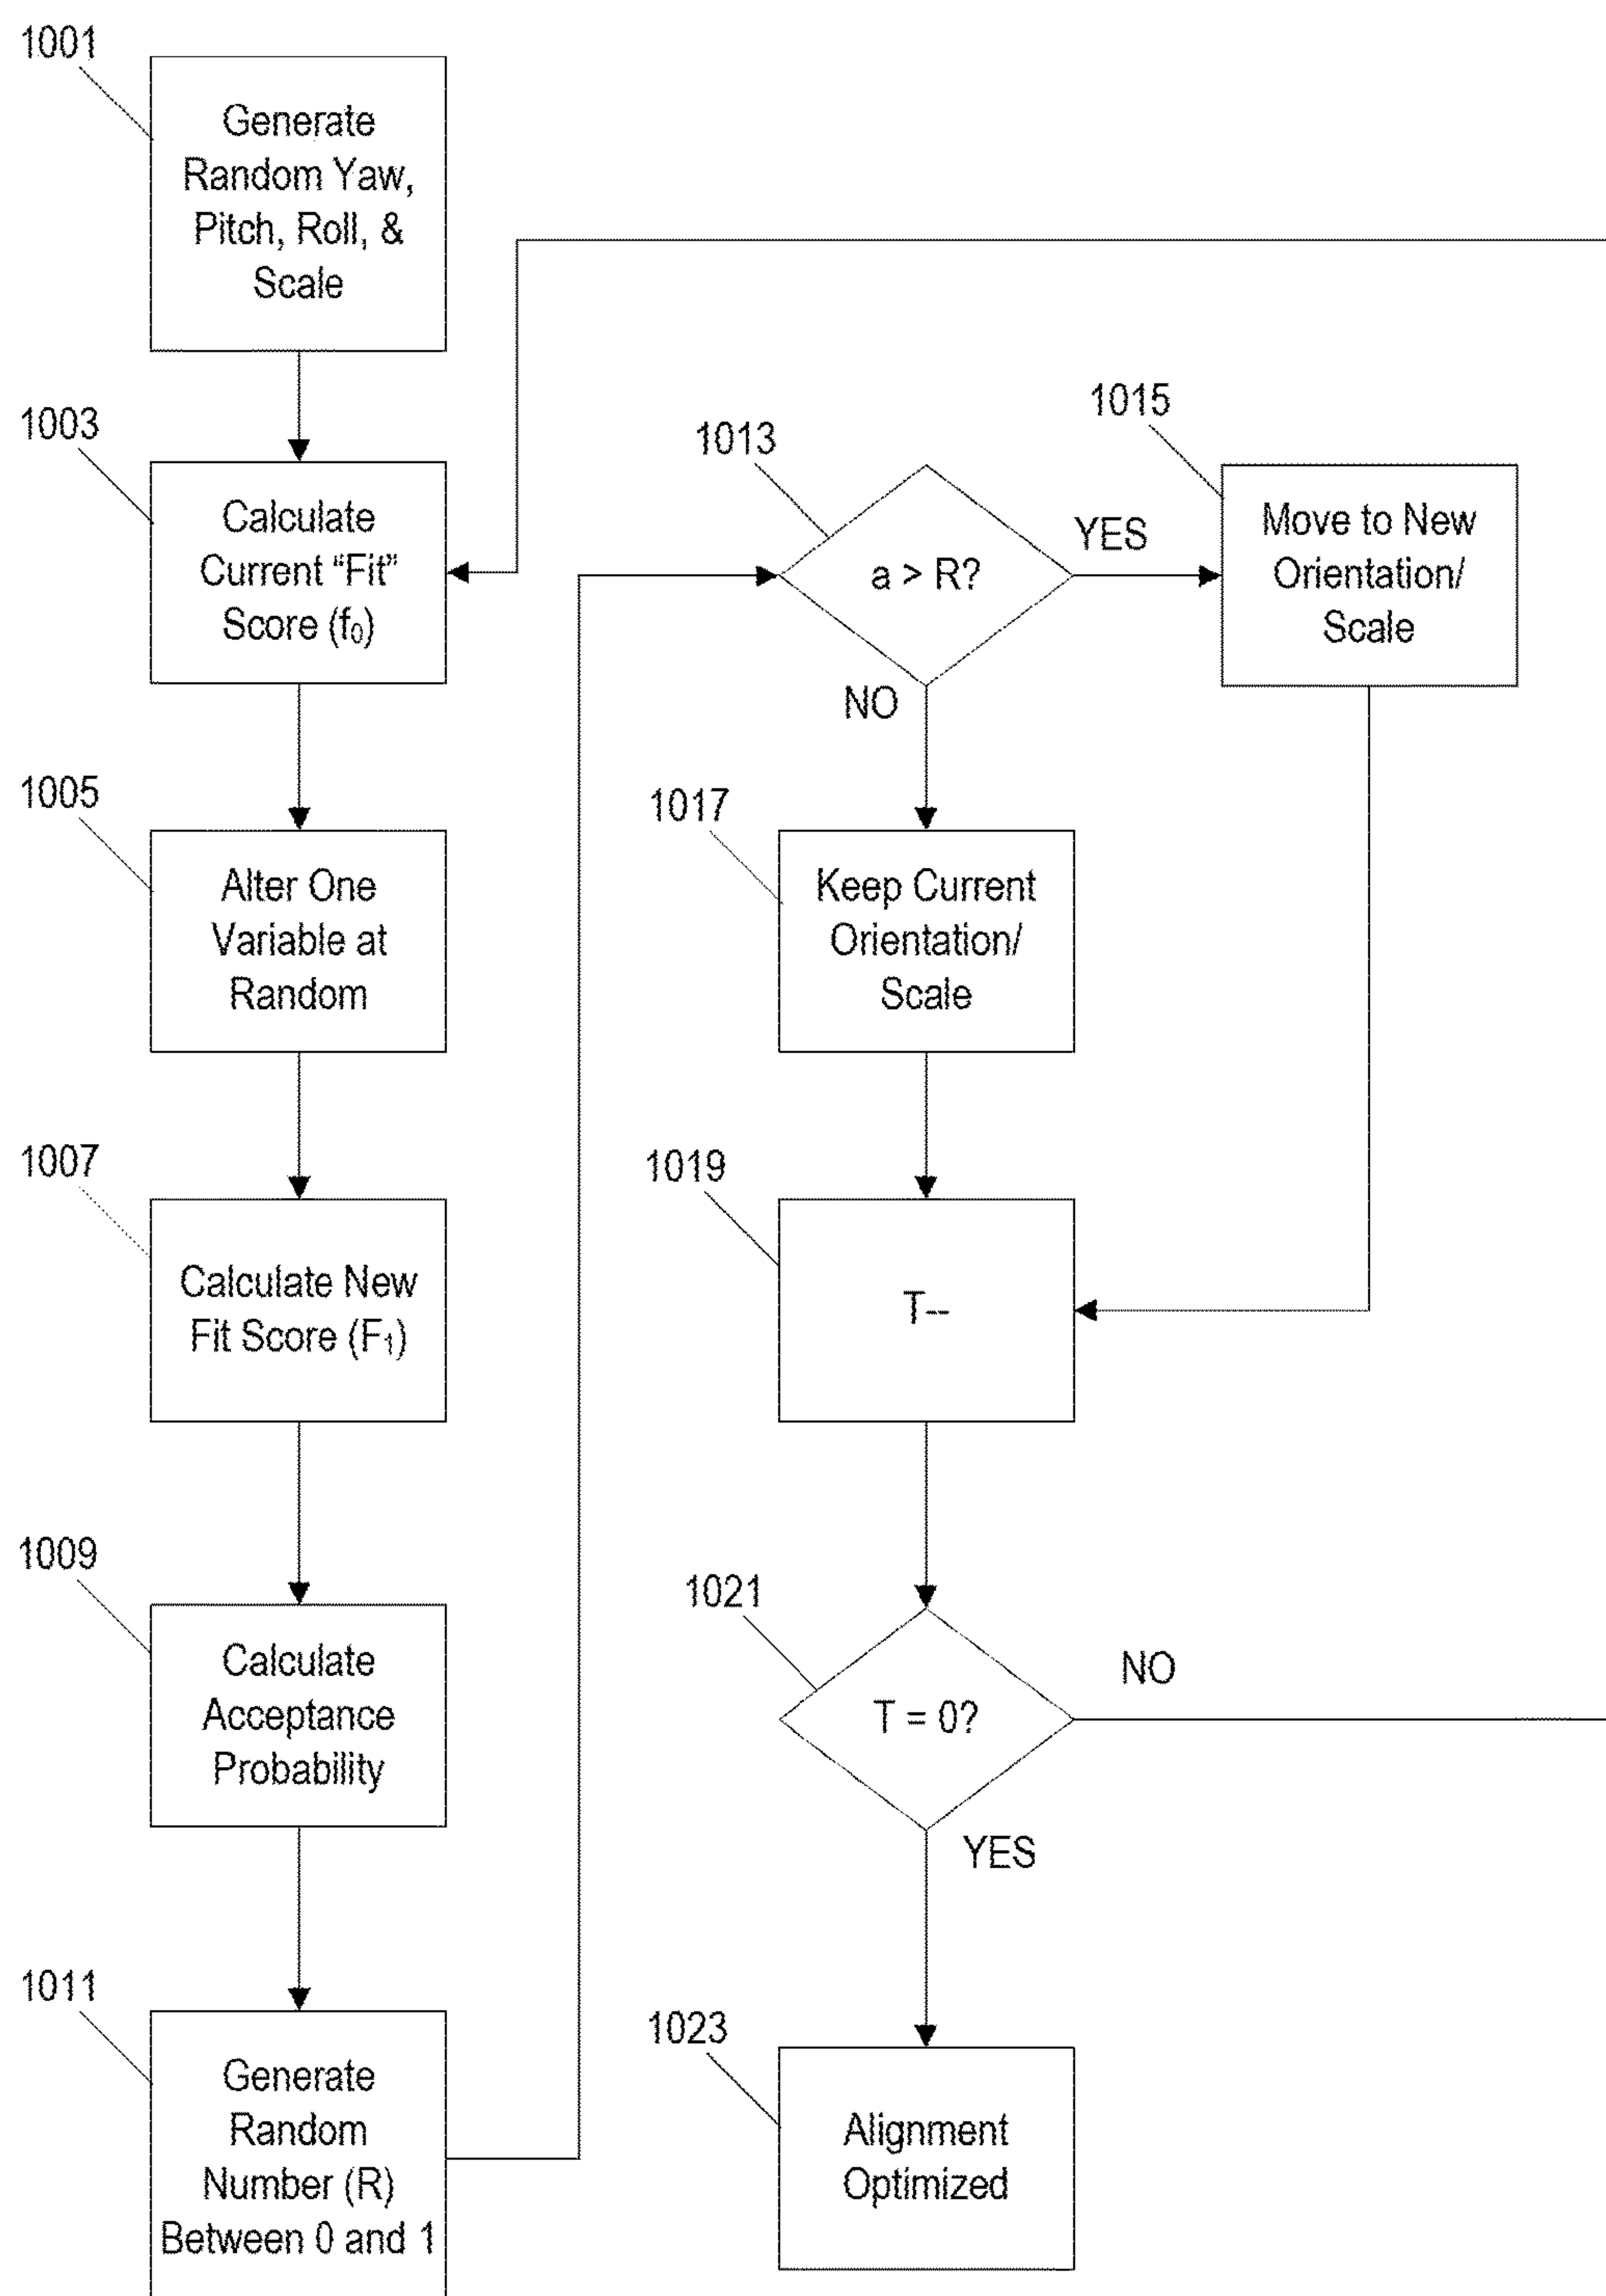 1001
Generate
Random Yaw,
Pitch, Roll, &
Scale
1003
Calculate
Current “Fit”
Score (f₀)
1005
Alter One
Variable at
Random
1007
Calculate New
Fit Score (F₁)
1009
Calculate
Acceptance
Probability
1011
Generate
Random
Number (R)
Between 0 and 1
1013
a > R?
YES
NO
1015
Move to New
Orientation/
Scale
1017
Keep Current
Orientation/
Scale
1019
T--
1021
T = 0?
NO
YES
1023
Alignment
Optimized